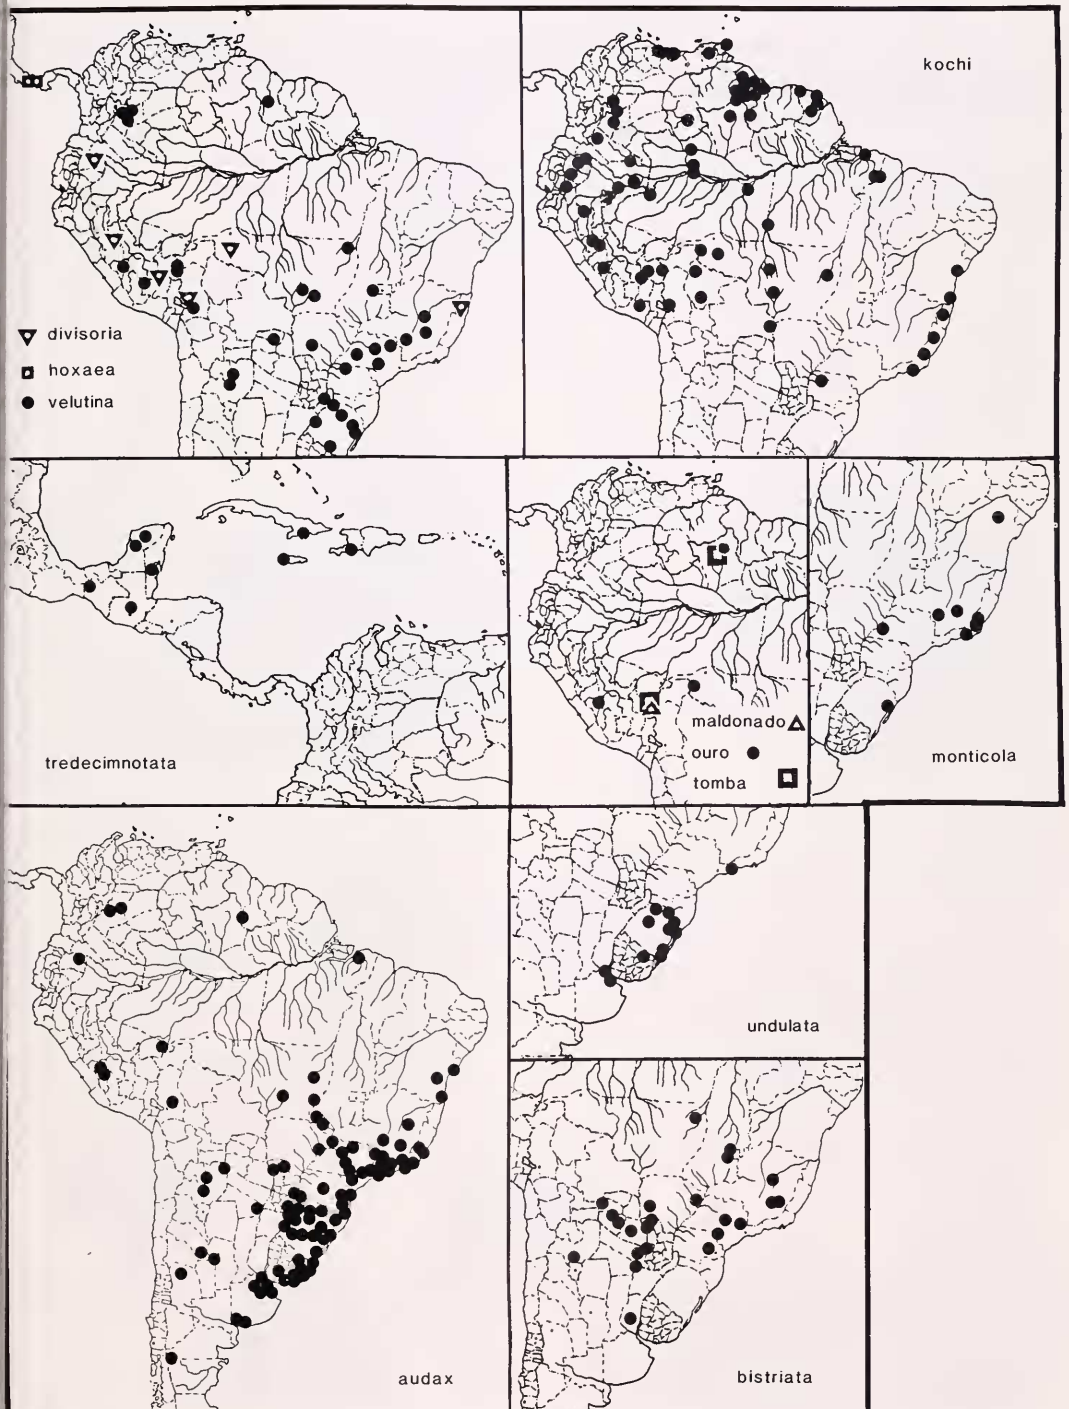 kochi
divisoria
hoxaea
velutina
tredecimnotata
maldonado
ouro
tomba
monticola
undulata
audax
bistriata